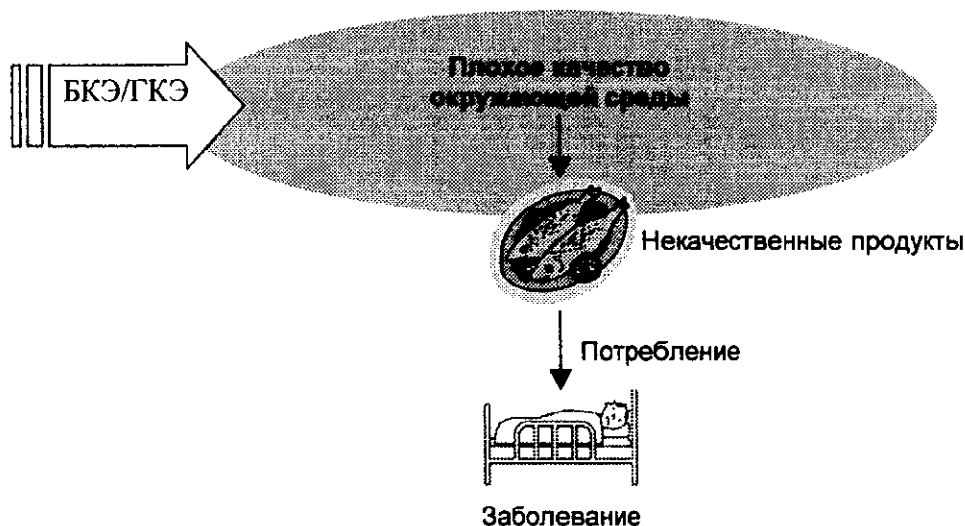 БКЭ/ГКЭ
Плохое качество
окружающей среды
Некачественные продукты
Потребление
Заболевание